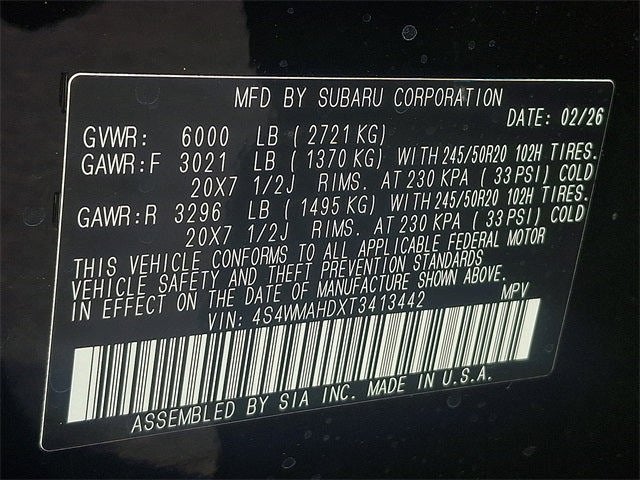 MFD BY SUBARU CORPORATION
DATE: 02/26
GVWR: 6000 LB ( 2721 KG)
GAWR:F 3021 LB ( 1370 KG) WITH 245/50R20 102H TIRES.
20X7 1/2J RIMS. AT 230 KPA ( 33 PSI) COLD
GAWR:R 3296 LB ( 1495 KG) WITH 245/50R20 102H TIRES.
20X7 1/2J RIMS. AT 230 KPA ( 33 PSI) COLD
THIS VEHICLE CONFORMS TO ALL APPLICABLE FEDERAL MOTOR
VEHICLE SAFETY AND THEFT PREVENTION STANDARDS
IN EFFECT ON THE DATE OF MANUFACTURE SHOWN ABOVE.
VIN: 4S4WMAHDXT3413442 MPV
ASSEMBLED BY SIA INC. MADE IN U.S.A.